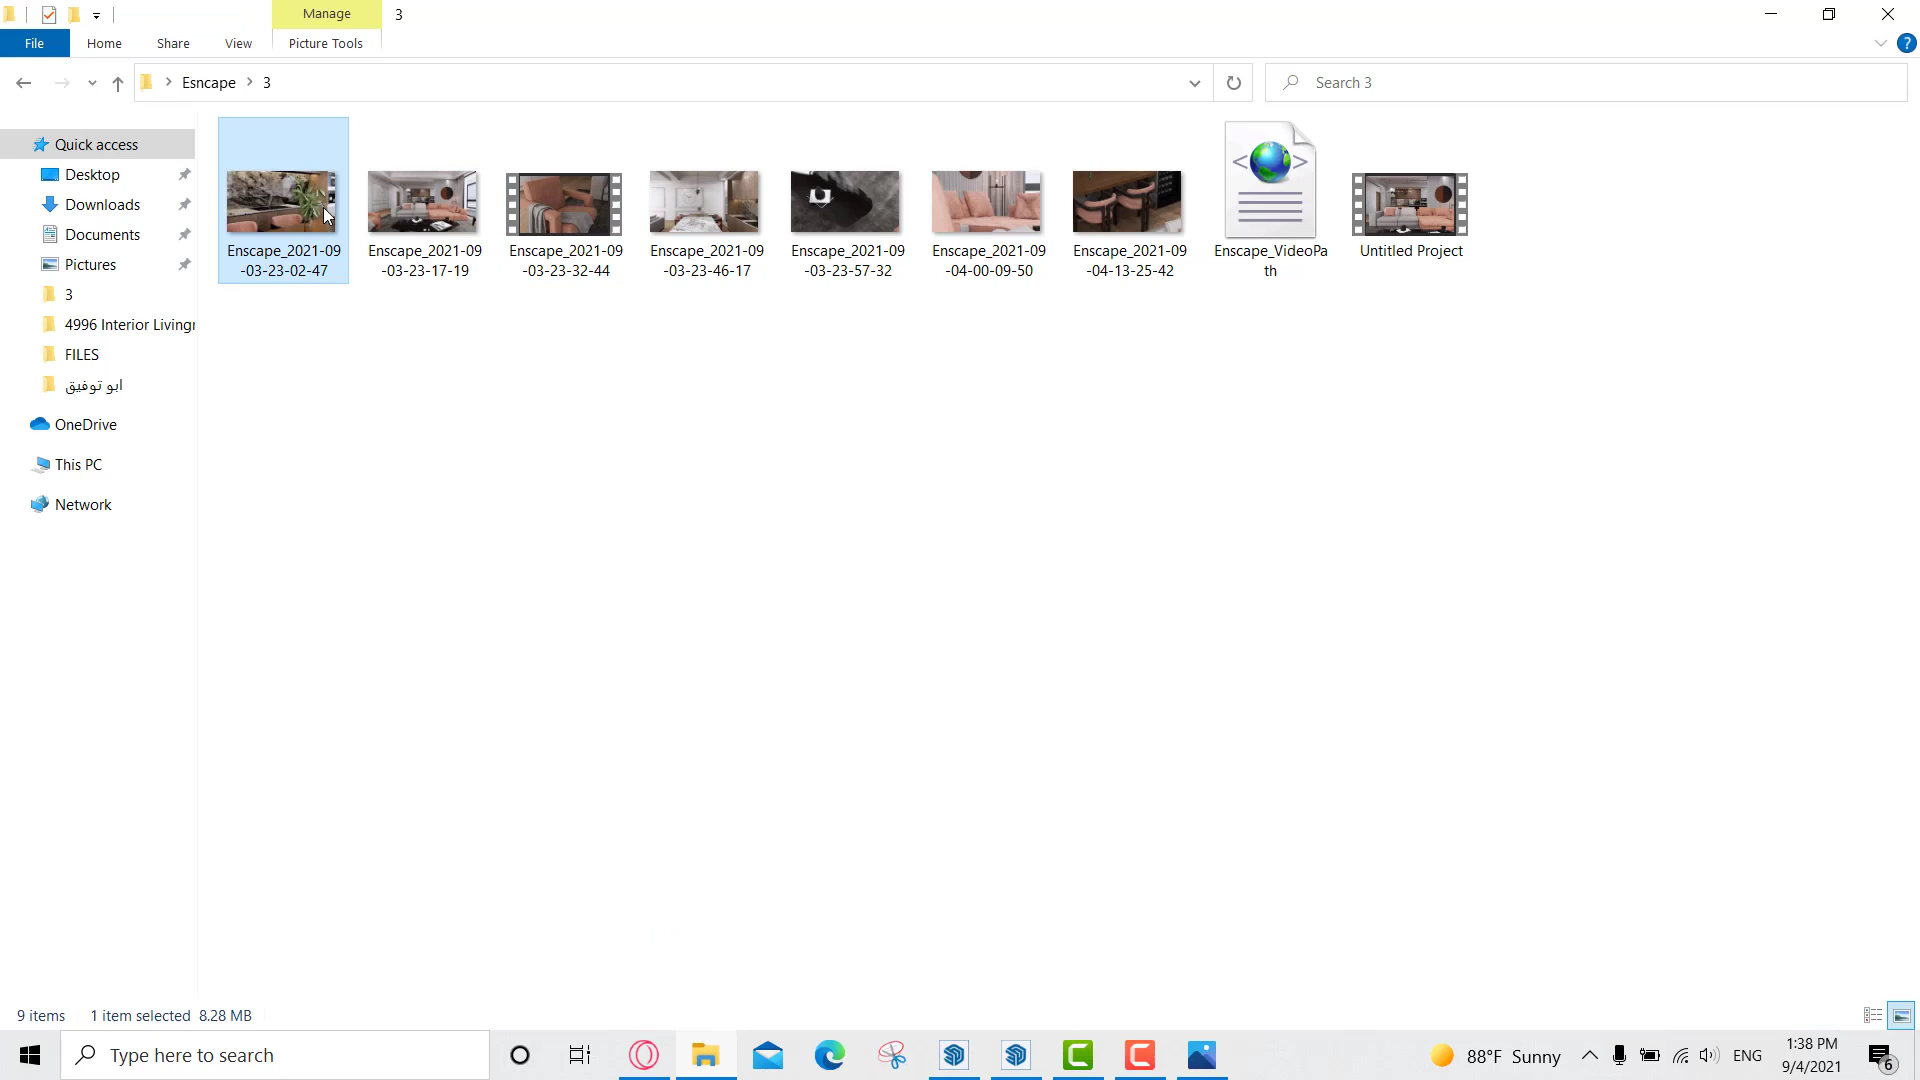 Manage
3
File
Home
Share
View
Picture Tools
Esncape
3
Search 3
Quick access
Desktop
Downloads
Documents
Pictures
3
4996 Interior Livingr
FILES
ابو توفيق
OneDrive
This PC
Network
Enscape_2021-09
-03-23-02-47
Enscape_2021-09
-03-23-17-19
Enscape_2021-09
-03-23-32-44
Enscape_2021-09
-03-23-46-17
Enscape_2021-09
-03-23-57-32
Enscape_2021-09
-04-00-09-50
Enscape_2021-09
-04-13-25-42
Enscape_VideoPa
th
Untitled Project
9 items
1 item selected 8.28 MB
Type here to search
88°F Sunny
ENG
1:38 PM
9/4/2021
6